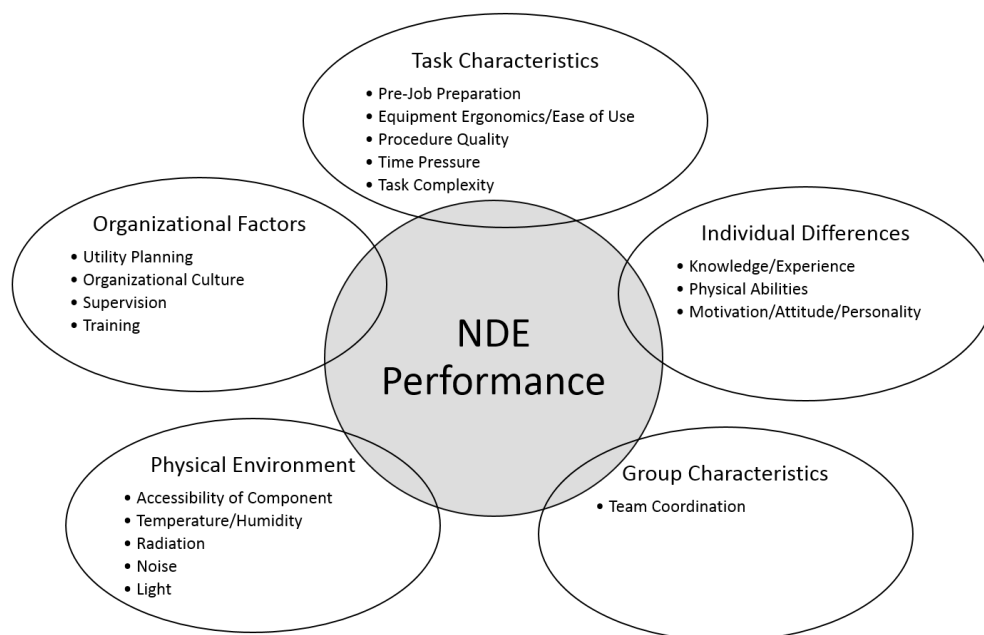 Task Characteristics
• Pre-Job Preparation
• Equipment Ergonomics/Ease of Use
• Procedure Quality
• Time Pressure
• Task Complexity
Organizational Factors
• Utility Planning
• Organizational Culture
• Supervision
• Training
Individual Differences
• Knowledge/Experience
• Physical Abilities
• Motivation/Attitude/Personality
NDE
Performance
Physical Environment
• Accessibility of Component
• Temperature/Humidity
• Radiation
• Noise
• Light
Group Characteristics
• Team Coordination